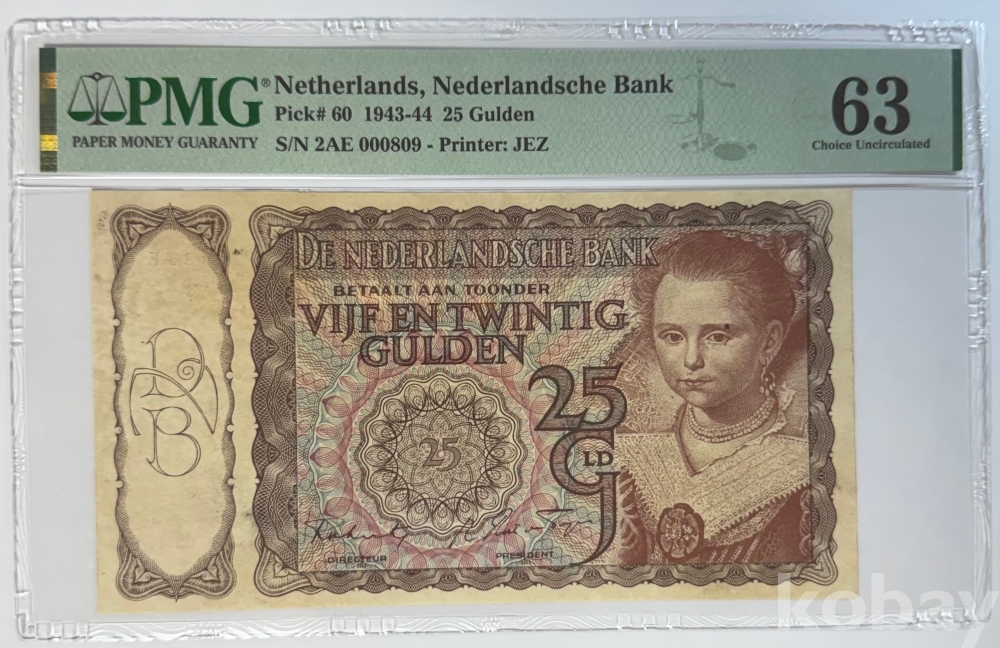 PMG®
PAPER MONEY GUARANTY
Netherlands, Nederlandsche Bank
Pick# 60 1943-44 25 Gulden
S/N 2AE 000809 - Printer: JEZ
63
Choice Uncirculated
DE NEDERLANDSCHE BANK
BETAALT AAN TOONDER
VIJF EN TWINTIG
GULDEN
25
GLD
25
DNB
DIRECTEUR
PRESIDENT
kobay